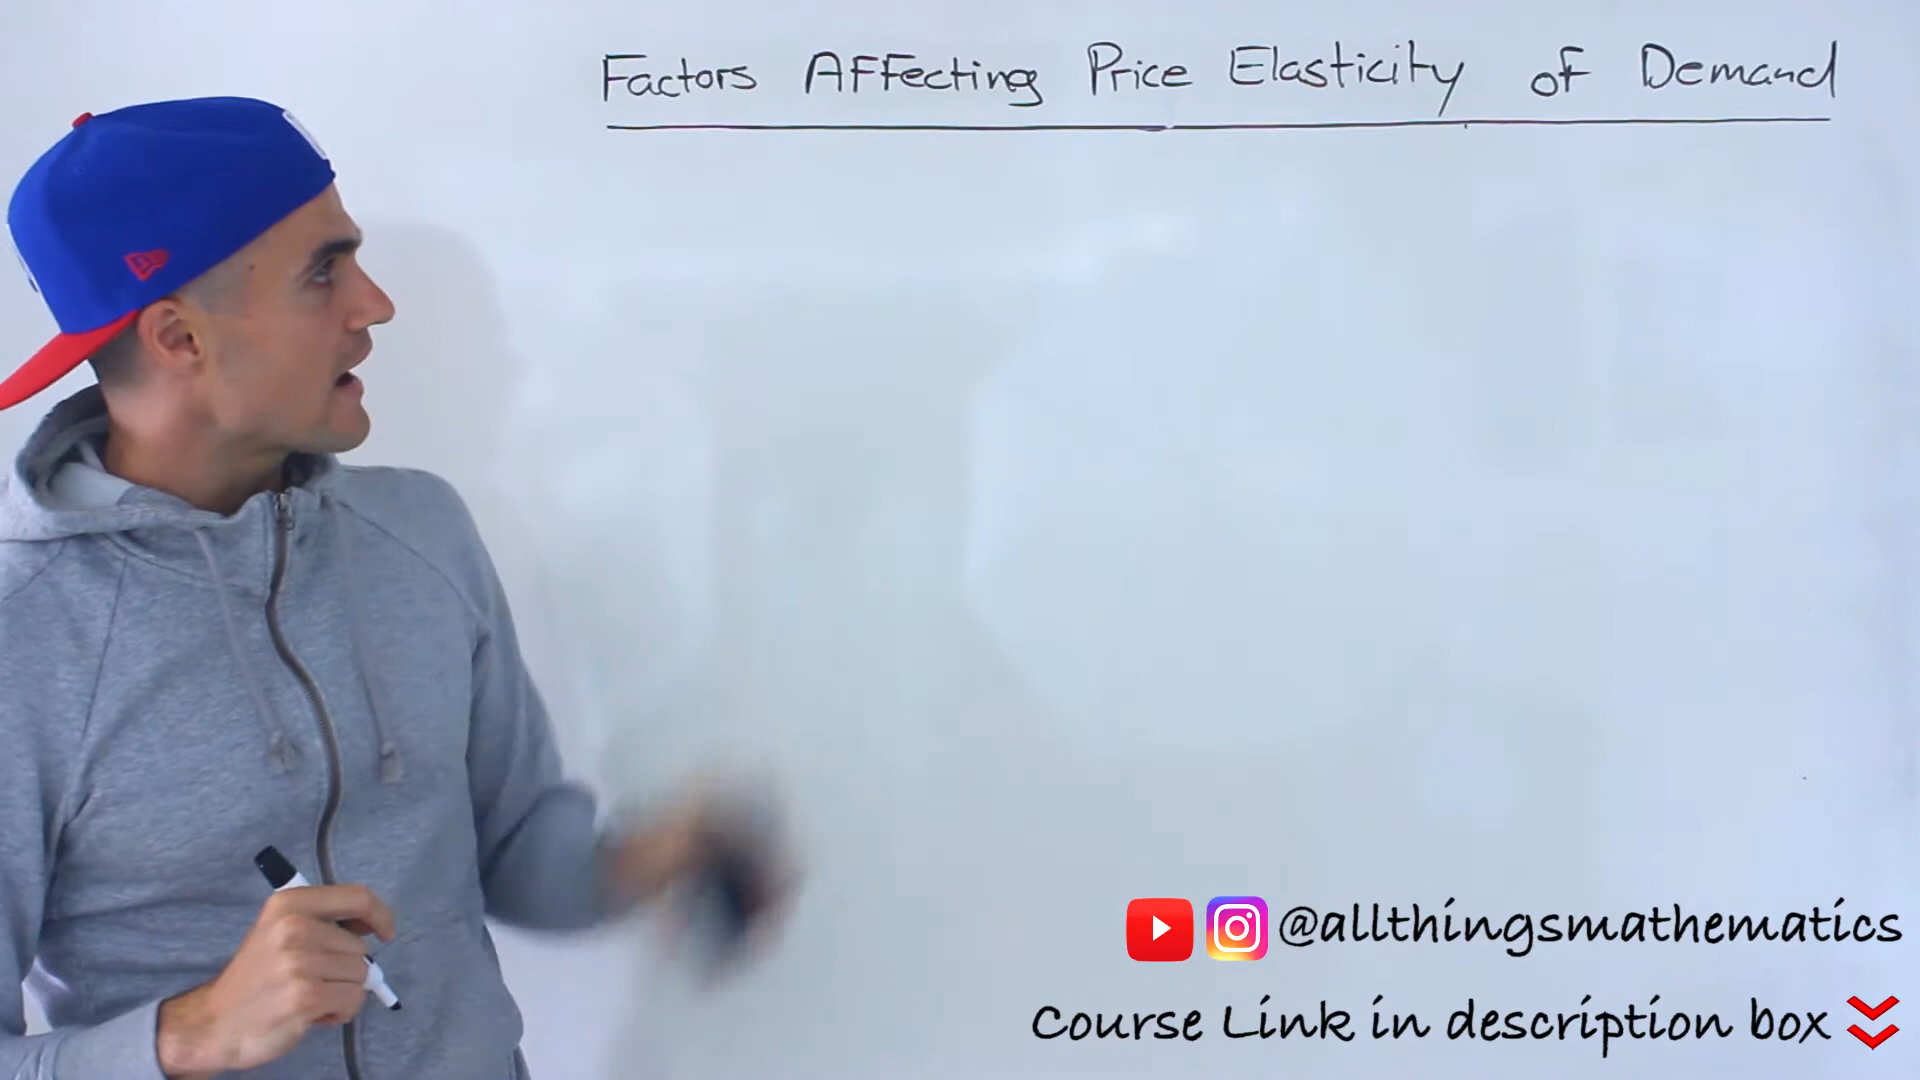 Factors Affecting Price Elasticity of Demand
@allthingsmathematics
Course Link in description box